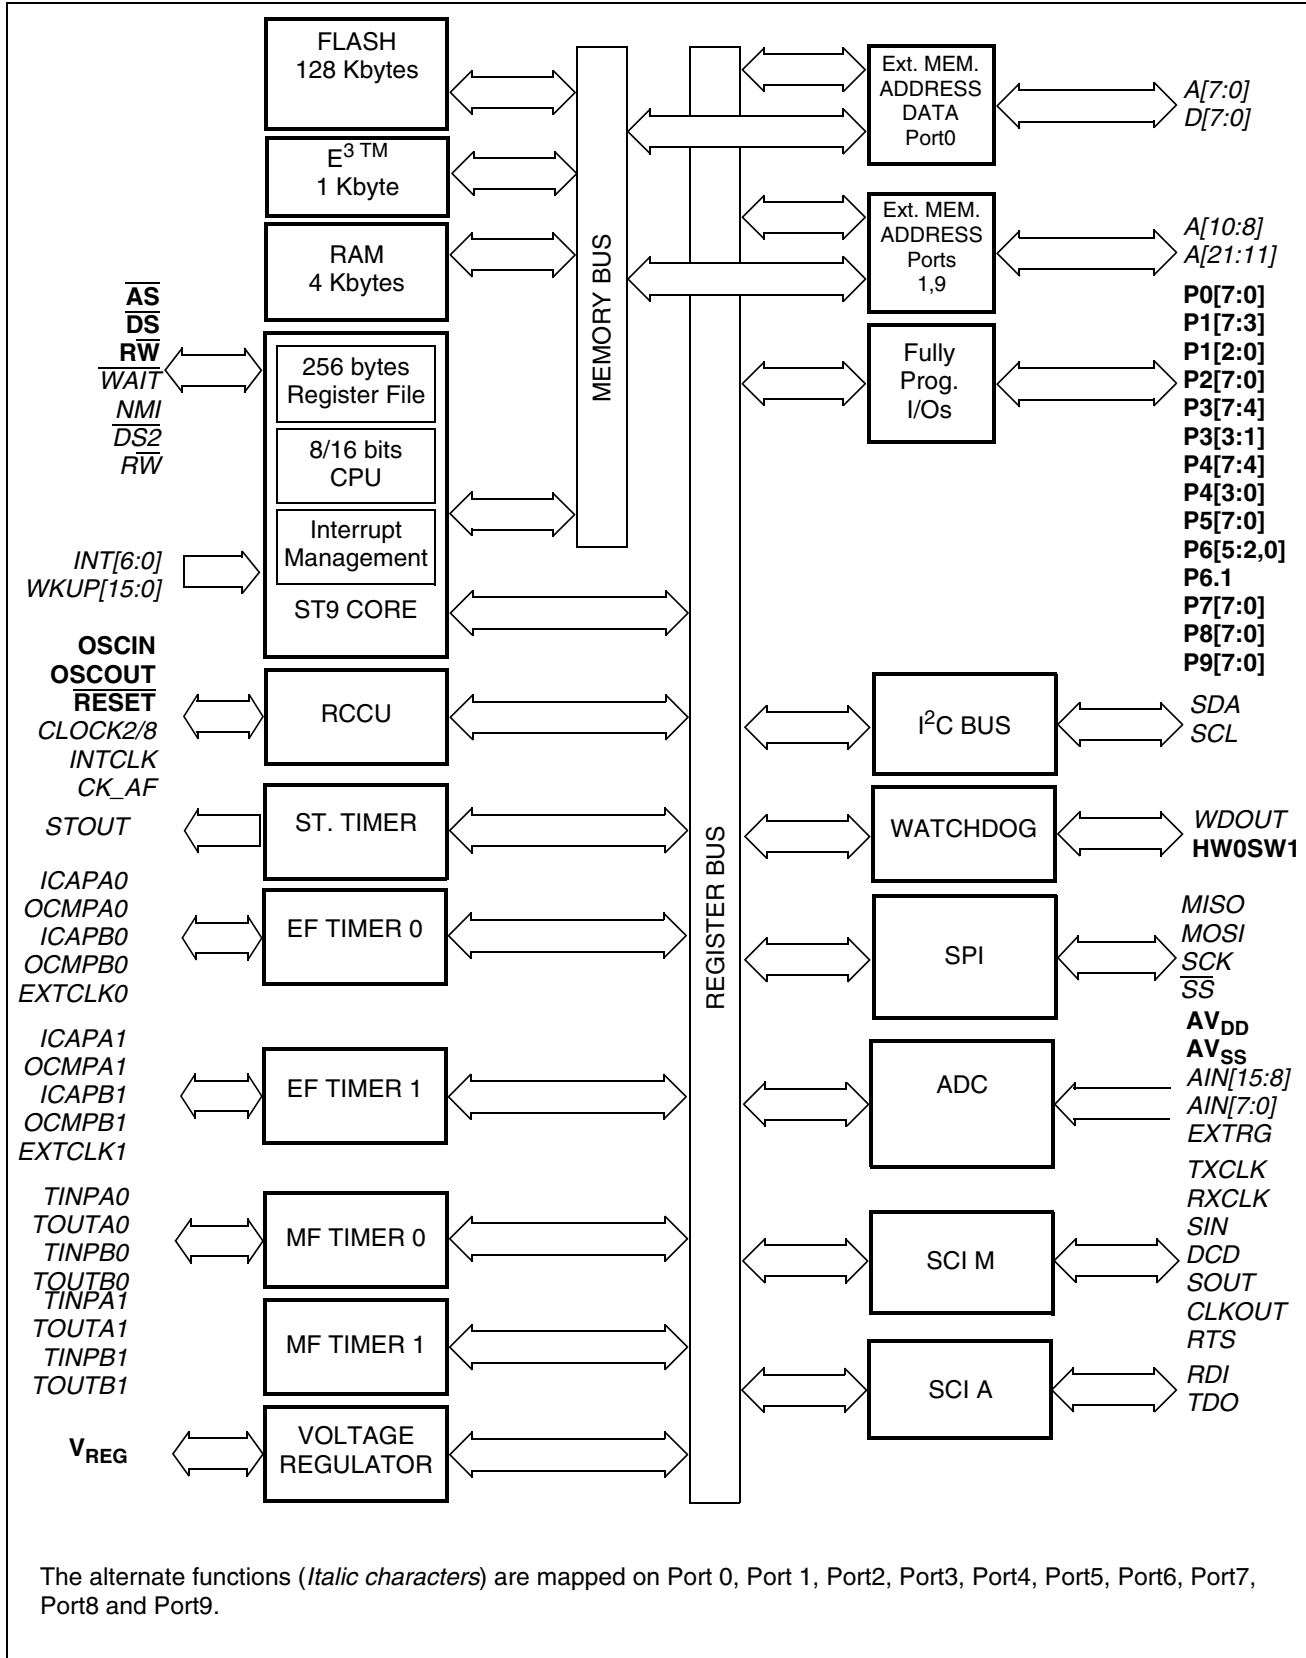 FLASH
128 Kbytes
E3 TM
1 Kbyte
RAM
4 Kbytes
AS
DS
RW
WAIT
NMI
DS2
RW
256 bytes
Register File
8/16 bits
CPU
Interrupt
Management
ST9 CORE
INT[6:0]
WKUP[15:0]
OSCIN
OSCOUT
RESET
CLOCK2/8
INTCLK
CK_AF
RCCU
STOUT
ST. TIMER
ICAPA0
OCMPA0
ICAPB0
OCMPB0
EXTCLK0
EF TIMER 0
ICAPA1
OCMPA1
ICAPB1
OCMPB1
EXTCLK1
EF TIMER 1
TINPA0
TOUTA0
TINPB0
TOUTB0
MF TIMER 0
TINPA1
TOUTA1
TINPB1
TOUTB1
MF TIMER 1
VREG
VOLTAGE
REGULATOR
MEMORY BUS
REGISTER BUS
Ext. MEM.
ADDRESS
DATA
Port0
A[7:0]
D[7:0]
Ext. MEM.
ADDRESS
Ports
1,9
A[10:8]
A[21:11]
Fully
Prog.
I/Os
P0[7:0]
P1[7:3]
P1[2:0]
P2[7:0]
P3[7:4]
P3[3:1]
P4[7:4]
P4[3:0]
P5[7:0]
P6[5:2,0]
P6.1
P7[7:0]
P8[7:0]
P9[7:0]
I2C BUS
SDA
SCL
WATCHDOG
WDOUT
HW0SW1
SPI
MISO
MOSI
SCK
SS
ADC
AVDD
AVSS
AIN[15:8]
AIN[7:0]
EXTRG
SCI M
TXCLK
RXCLK
SIN
DCD
SOUT
CLKOUT
RTS
SCI A
RDI
TDO
The alternate functions (Italic characters) are mapped on Port 0, Port 1, Port2, Port3, Port4, Port5, Port6, Port7,
Port8 and Port9.